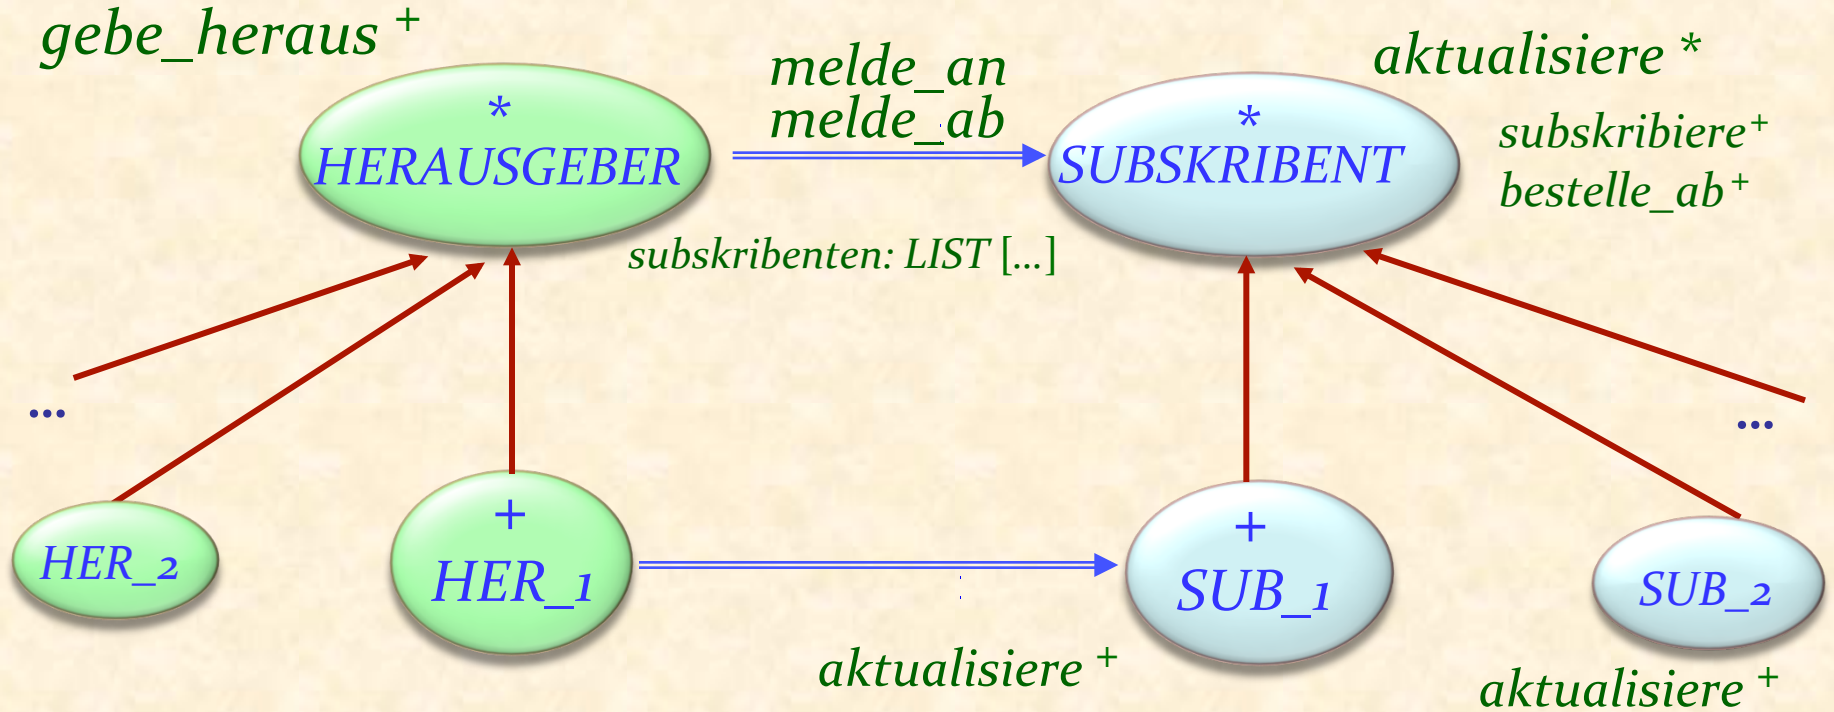 gebe_heraus +
aktualisiere *
melde_an
melde_ab
*
HERAUSGEBER
*
SUBSKRIBENT
subskribiere+
bestelle_ab+
subskribenten: LIST [...]
...
...
HER_2
+
HER_1
+
SUB_1
SUB_2
aktualisiere +
aktualisiere +